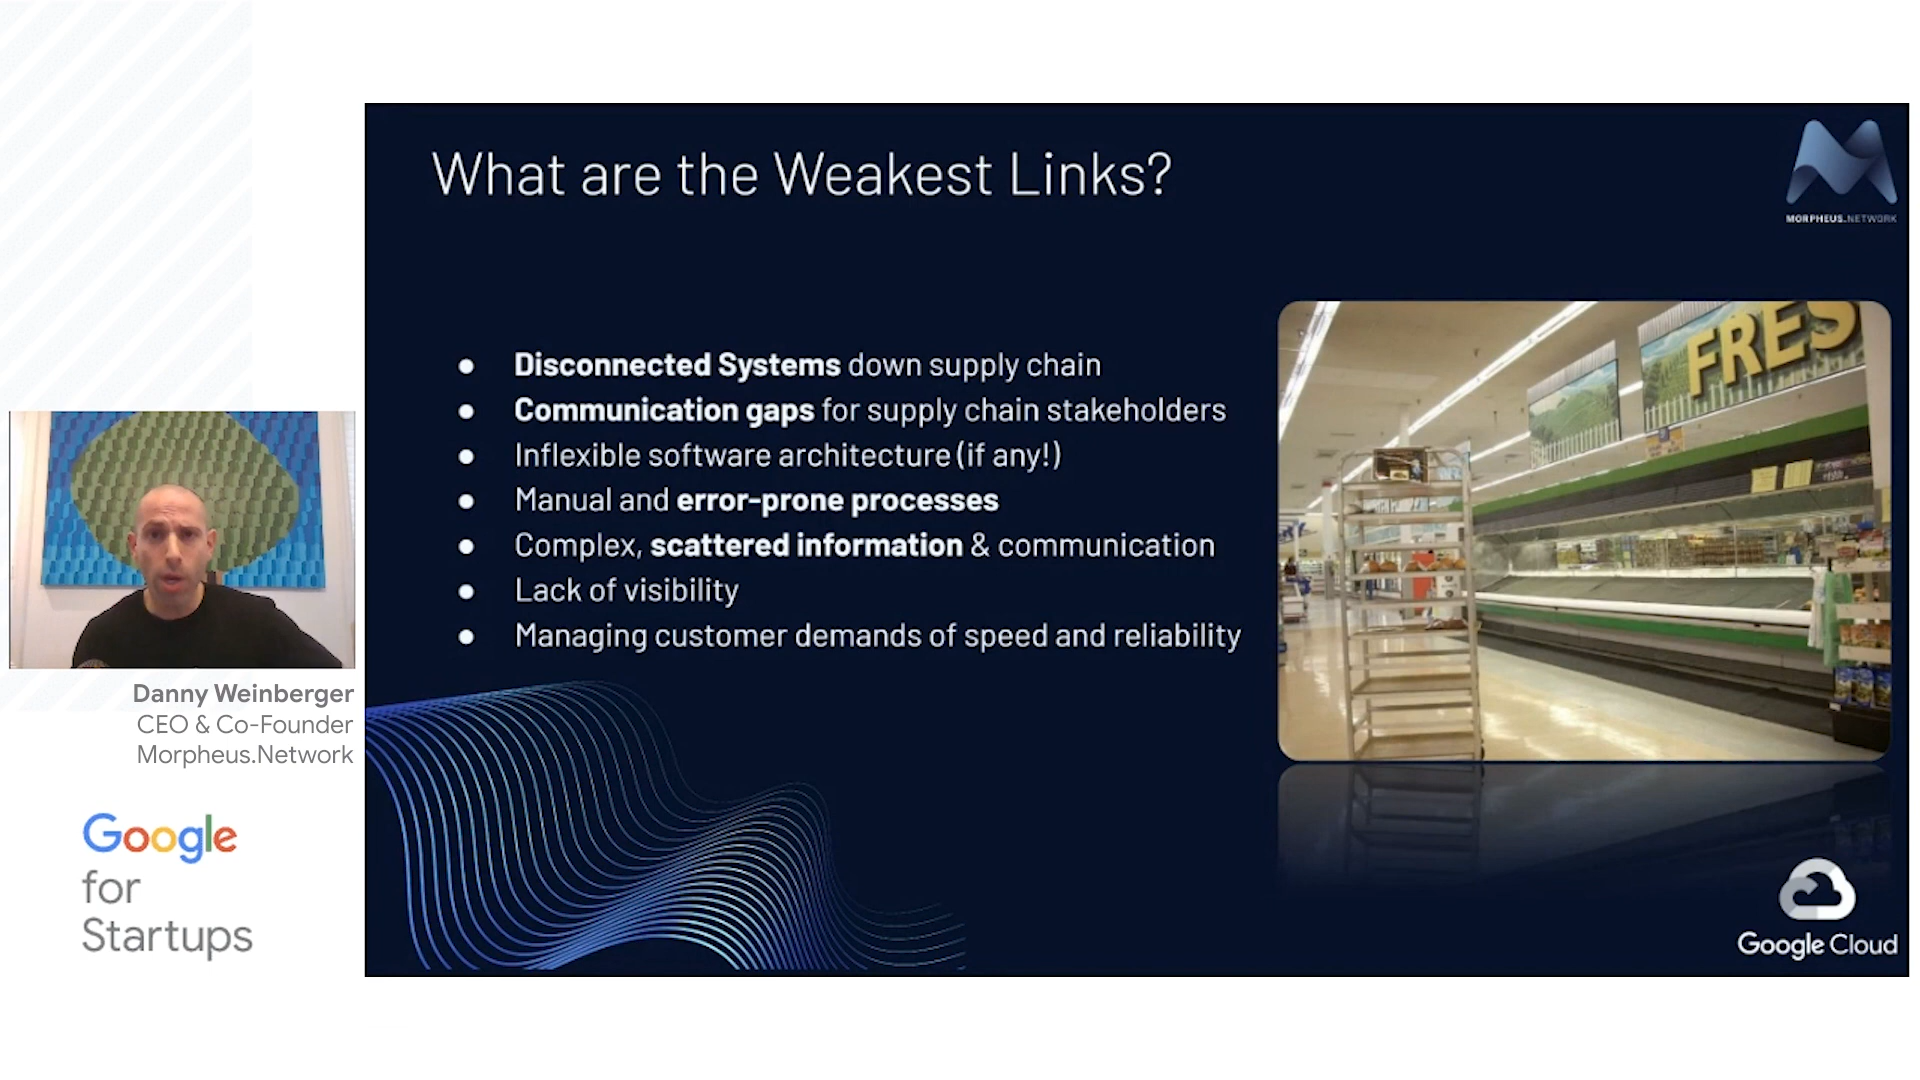 What are the Weakest Links?
MORPHEUS.NETWORK
● Disconnected Systems down supply chain
● Communication gaps for supply chain stakeholders
● Inflexible software architecture (if any!)
● Manual and error-prone processes
● Complex, scattered information & communication
● Lack of visibility
● Managing customer demands of speed and reliability
FRES
Danny Weinberger
CEO & Co-Founder
Morpheus.Network
Google
for
Startups
Google Cloud